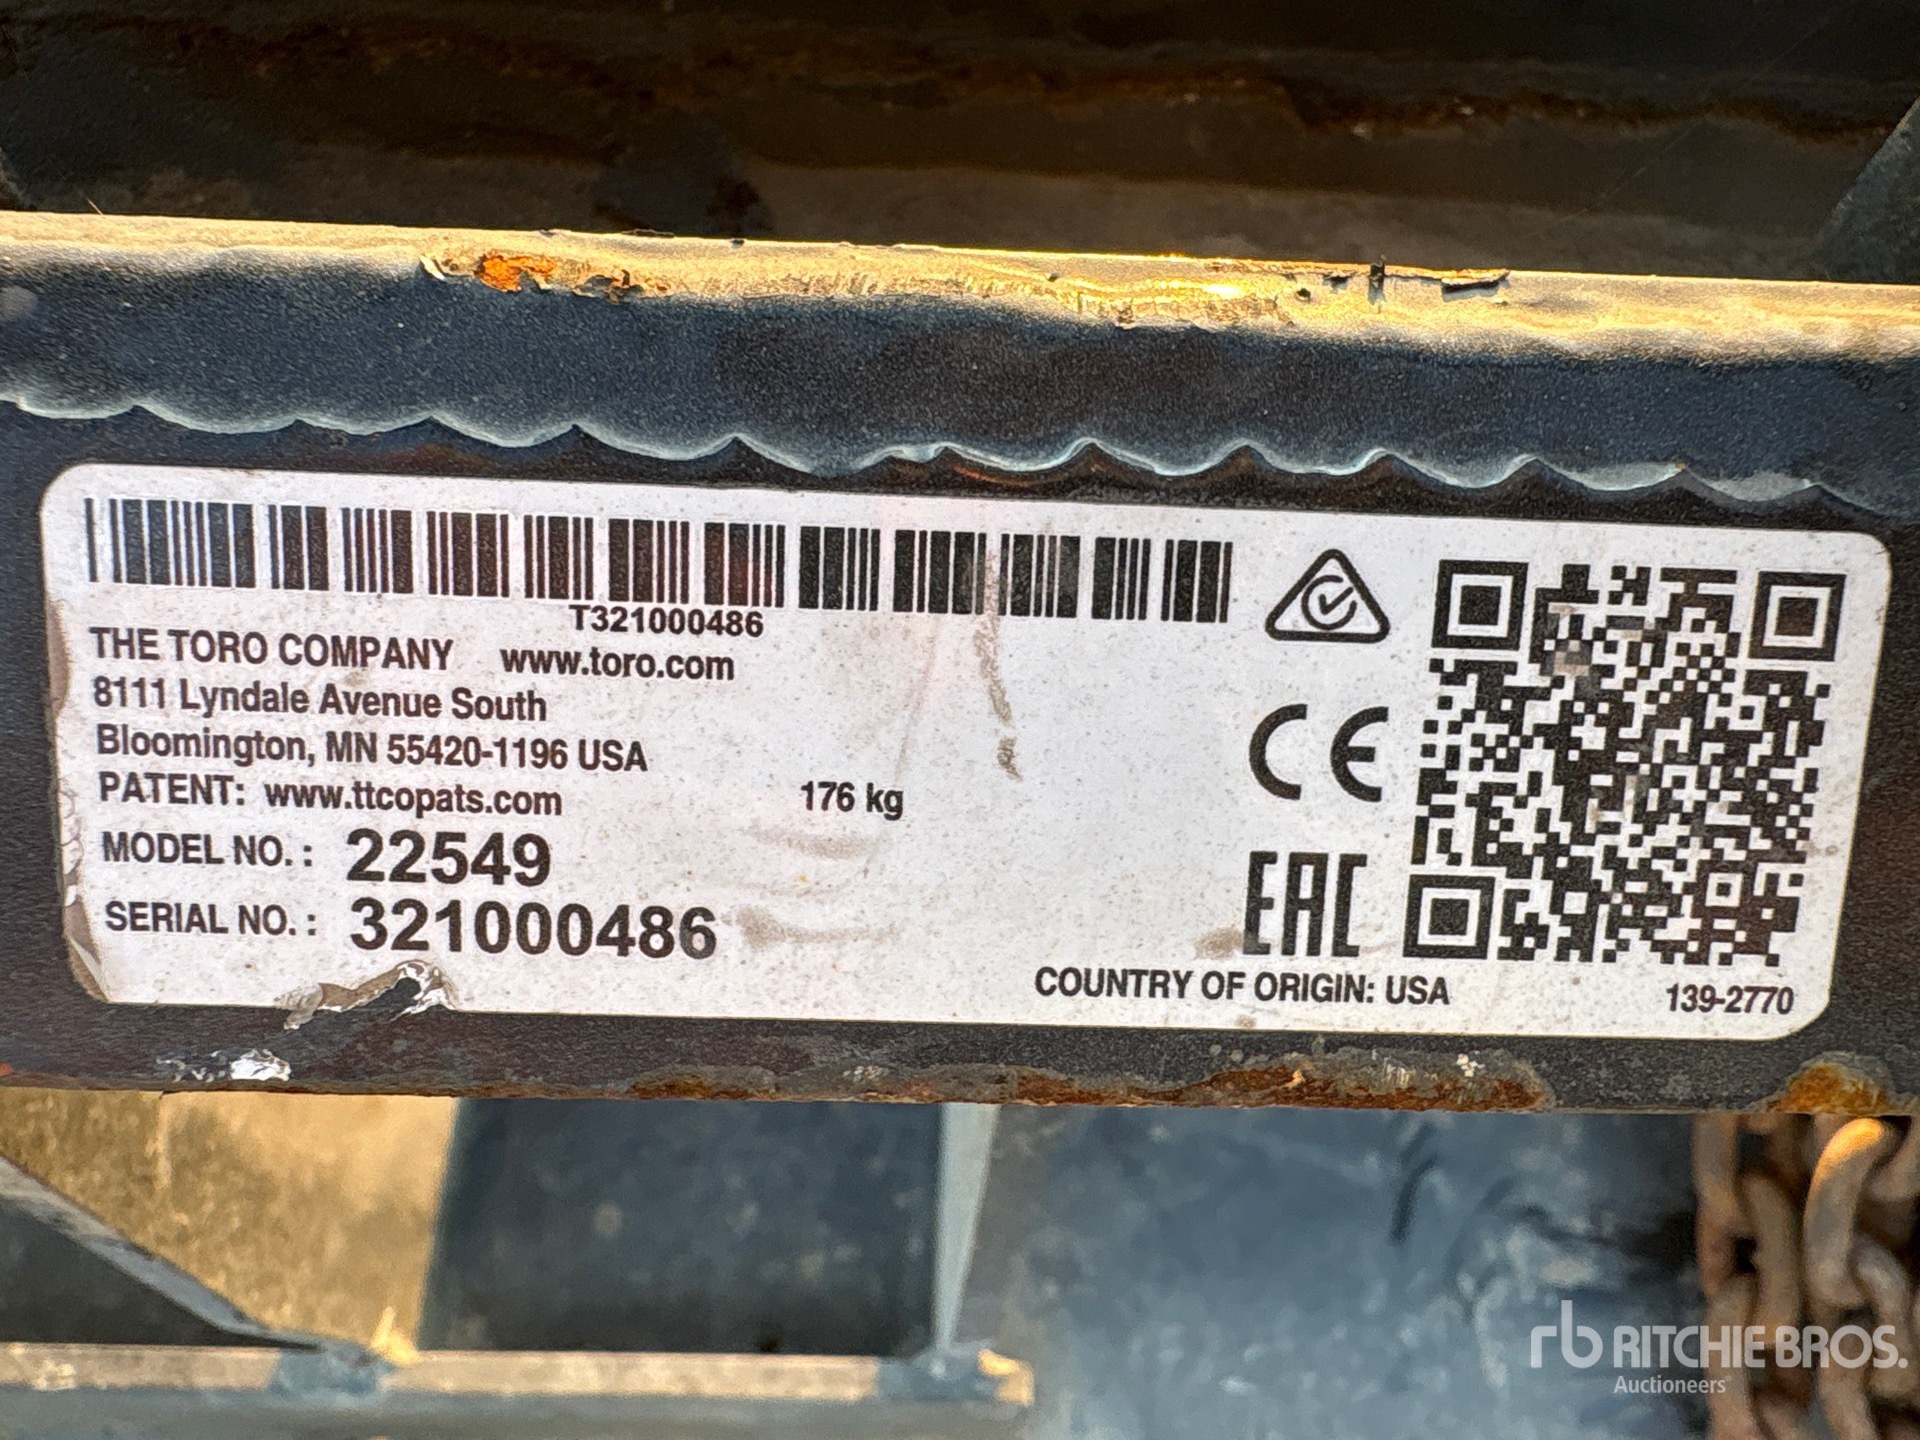 T321000486
THE TORO COMPANY www.toro.com
8111 Lyndale Avenue South
Bloomington, MN 55420-1196 USA
PATENT: www.ttcopats.com 176 kg
MODEL NO.: 22549
SERIAL NO.: 321000486
CE
EAC
COUNTRY OF ORIGIN: USA
139-2770
rb RITCHIE BROS.
Auctioneers